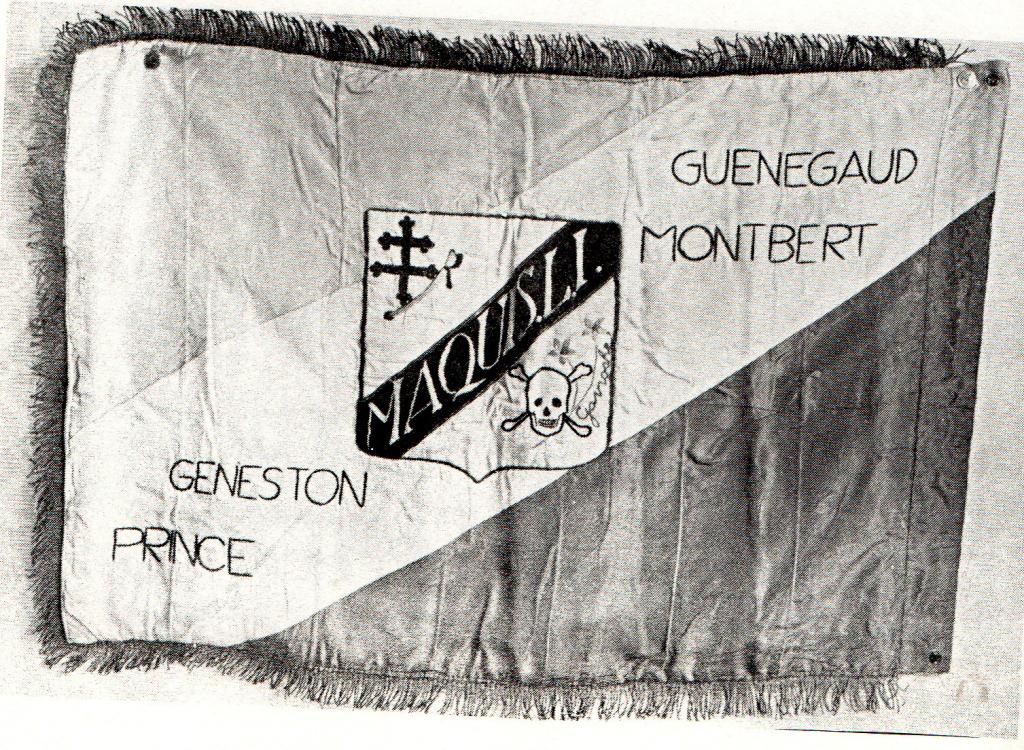 GUENEGAUD
MONTBERT
MAQUIS.L.I.
GENESTON
PRINCE